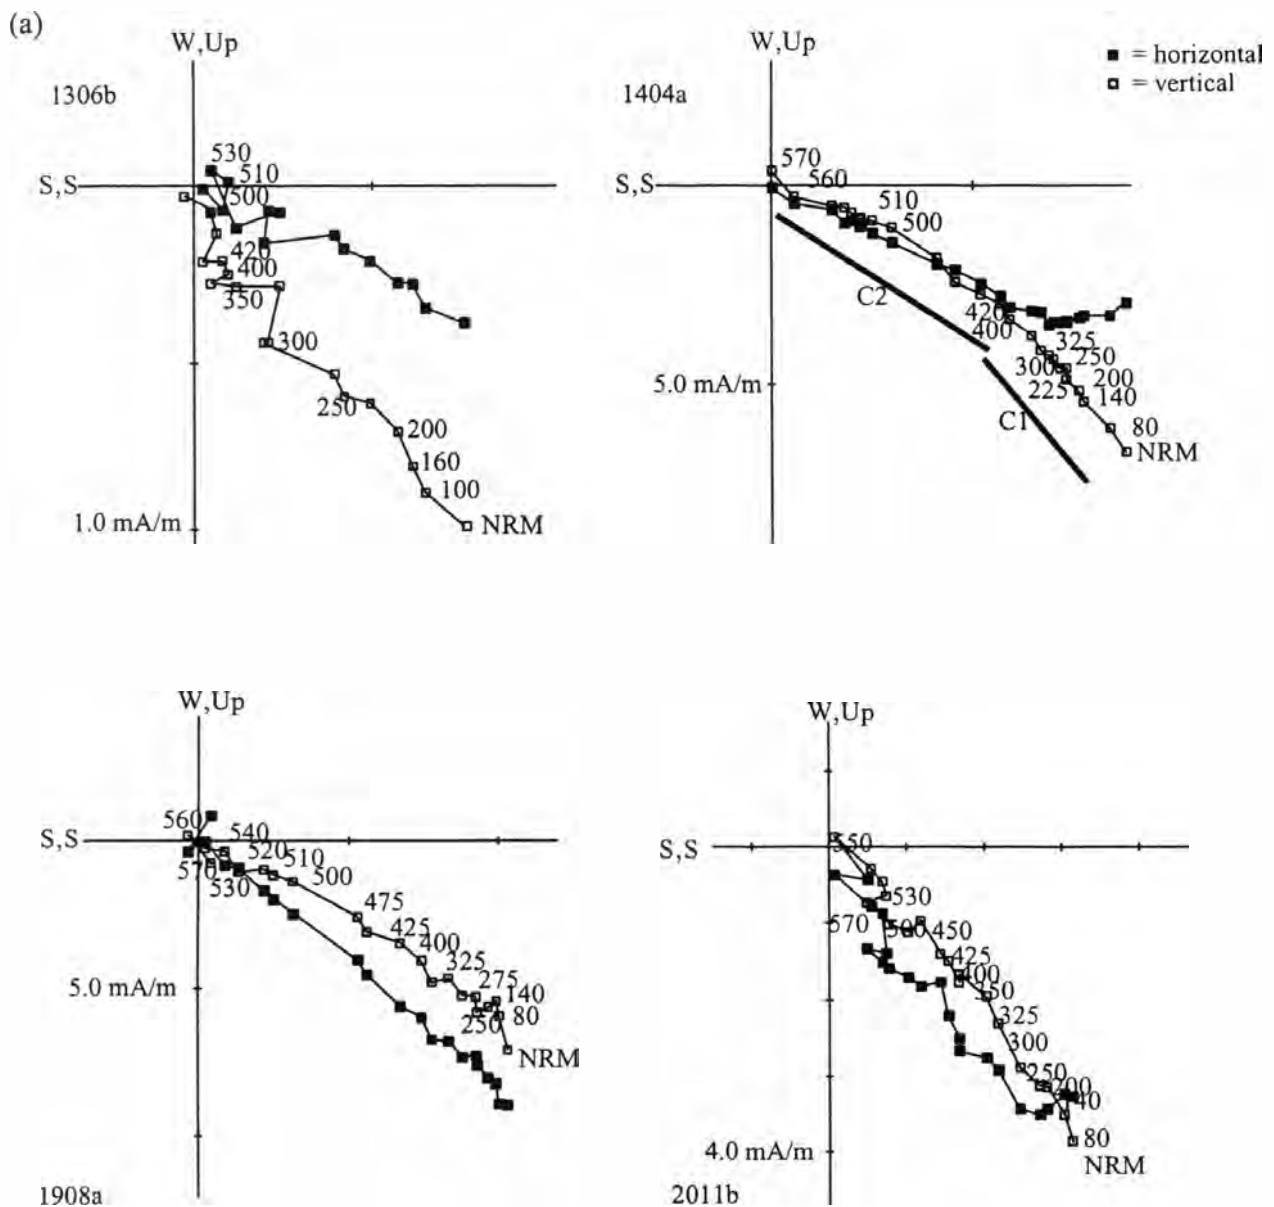 (a)
W,Up
1306b
530
510
S,S
500
420
400
350
300
250
200
160
100
1.0 mA/m
NRM
W,Up
■ = horizontal
□ = vertical
1404a
570
560
S,S
510
500
C2
420
400
325
300
250
5.0 mA/m
225
200
140
C1
80
NRM
W,Up
560
540
S,S
520
510
570
530
500
475
425
400
325
275
5.0 mA/m
140
250
80
NRM
1908a
W,Up
S,S
550
530
570
500
450
425
400
350
325
300
250
200
40
80
4.0 mA/m
NRM
2011b